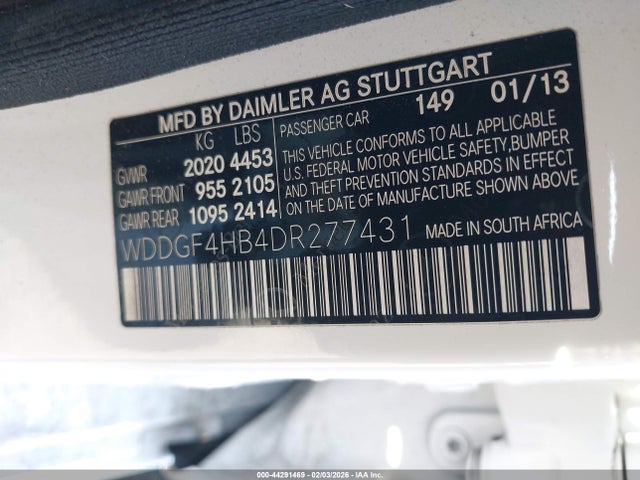 MFD BY DAIMLER AG STUTTGART
KG LBS PASSENGER CAR 149 01/13
GVWR 2020 4453
GAWR FRONT 955 2105
GAWR REAR 1095 2414
THIS VEHICLE CONFORMS TO ALL APPLICABLE
U.S. FEDERAL MOTOR VEHICLE SAFETY,BUMPER
AND THEFT PREVENTION STANDARDS IN EFFECT
ON THE DATE OF MANUFACTURE SHOWN ABOVE
WDDGF4HB4DR277431 MADE IN SOUTH AFRICA
000-44291469 - 02/03/2026 - IAA Inc.